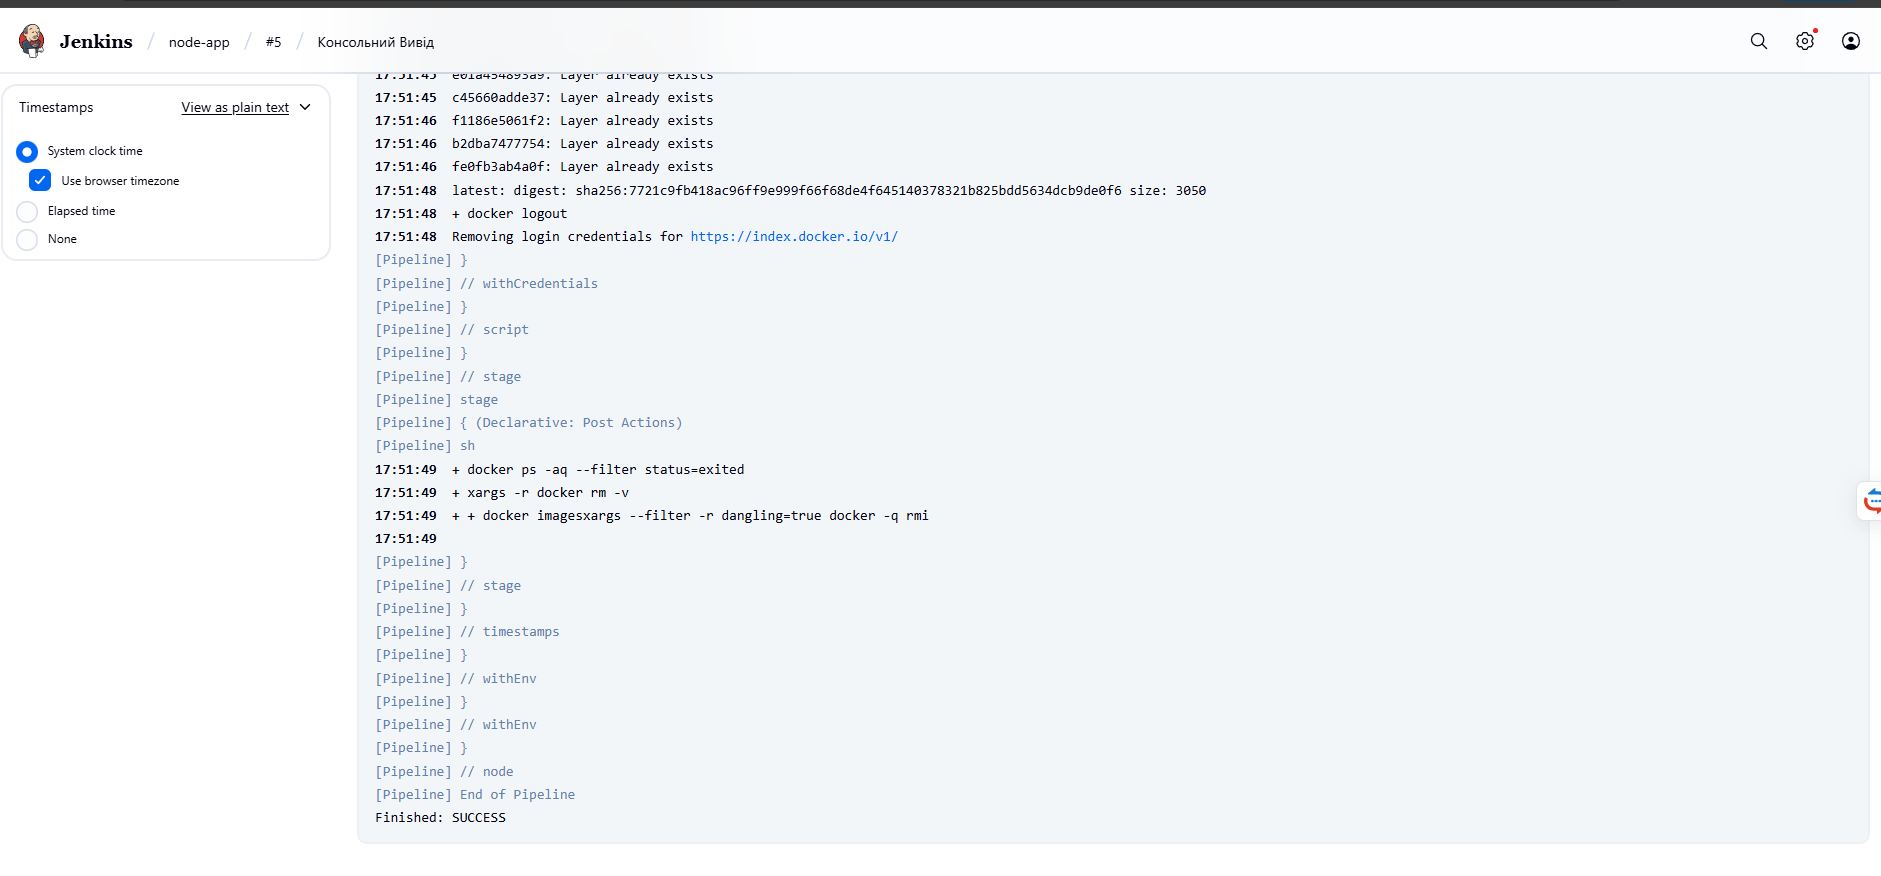 Jenkins / node-app / #5 / Консольний Вивід
Timestamps View as plain text
System clock time
Use browser timezone
Elapsed time
None
17:51:45 e01a454893a9: Layer already exists
17:51:45 c45660adde37: Layer already exists
17:51:46 f1186e5061f2: Layer already exists
17:51:46 b2dba7477754: Layer already exists
17:51:46 fe0fb3ab4a0f: Layer already exists
17:51:48 latest: digest: sha256:7721c9fb418ac96ff9e999f66f68de4f645140378321b825bdd5634dcb9de0f6 size: 3050
17:51:48 + docker logout
17:51:48 Removing login credentials for https://index.docker.io/v1/
[Pipeline] }
[Pipeline] // withCredentials
[Pipeline] }
[Pipeline] // script
[Pipeline] }
[Pipeline] // stage
[Pipeline] stage
[Pipeline] { (Declarative: Post Actions)
[Pipeline] sh
17:51:49 + docker ps -aq --filter status=exited
17:51:49 + xargs -r docker rm -v
17:51:49 + + docker imagesxargs --filter -r dangling=true docker -q rmi
17:51:49
[Pipeline] }
[Pipeline] // stage
[Pipeline] }
[Pipeline] // timestamps
[Pipeline] }
[Pipeline] // withEnv
[Pipeline] }
[Pipeline] // withEnv
[Pipeline] }
[Pipeline] // node
[Pipeline] End of Pipeline
Finished: SUCCESS